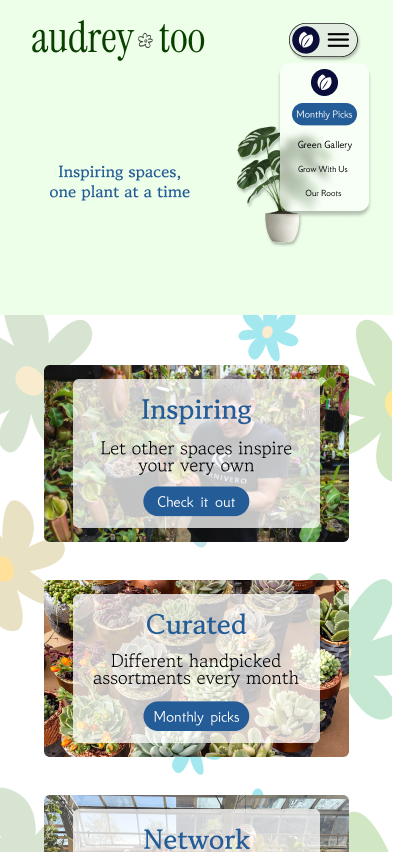 audrey too
Monthly Picks
Green Gallery
Grow With Us
Our Roots
Inspiring spaces,
one plant at a time
Inspiring
Let other spaces inspire
your very own
NIVERO
Check it out
Curated
Different handpicked
assortments every month
Monthly picks
Network